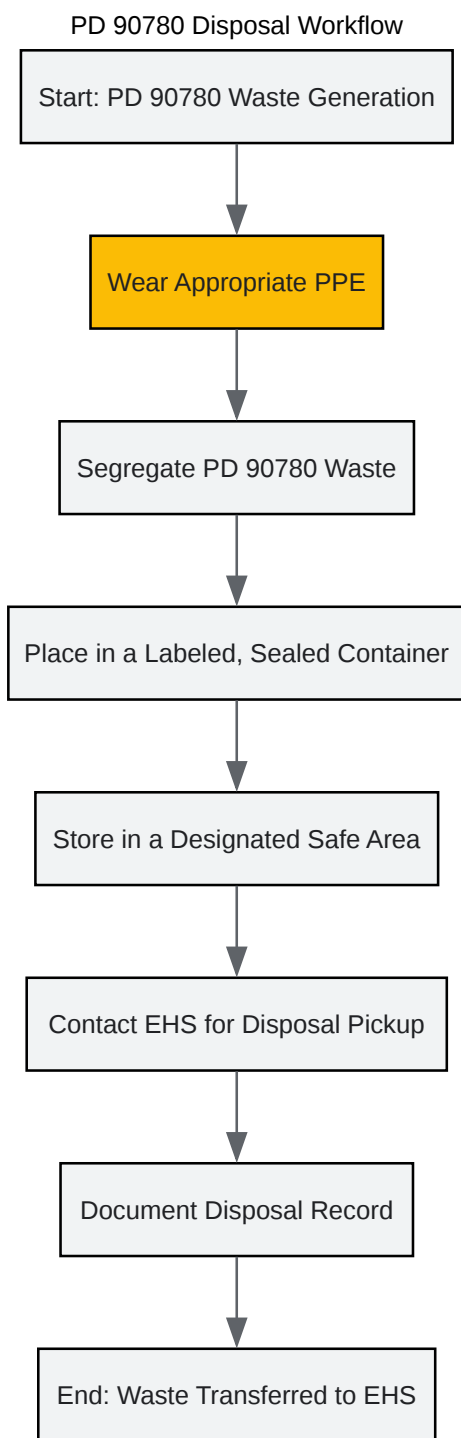 PD 90780 Disposal Workflow
Start: PD 90780 Waste Generation
Wear Appropriate PPE
Segregate PD 90780 Waste
Place in a Labeled, Sealed Container
Store in a Designated Safe Area
Contact EHS for Disposal Pickup
Document Disposal Record
End: Waste Transferred to EHS